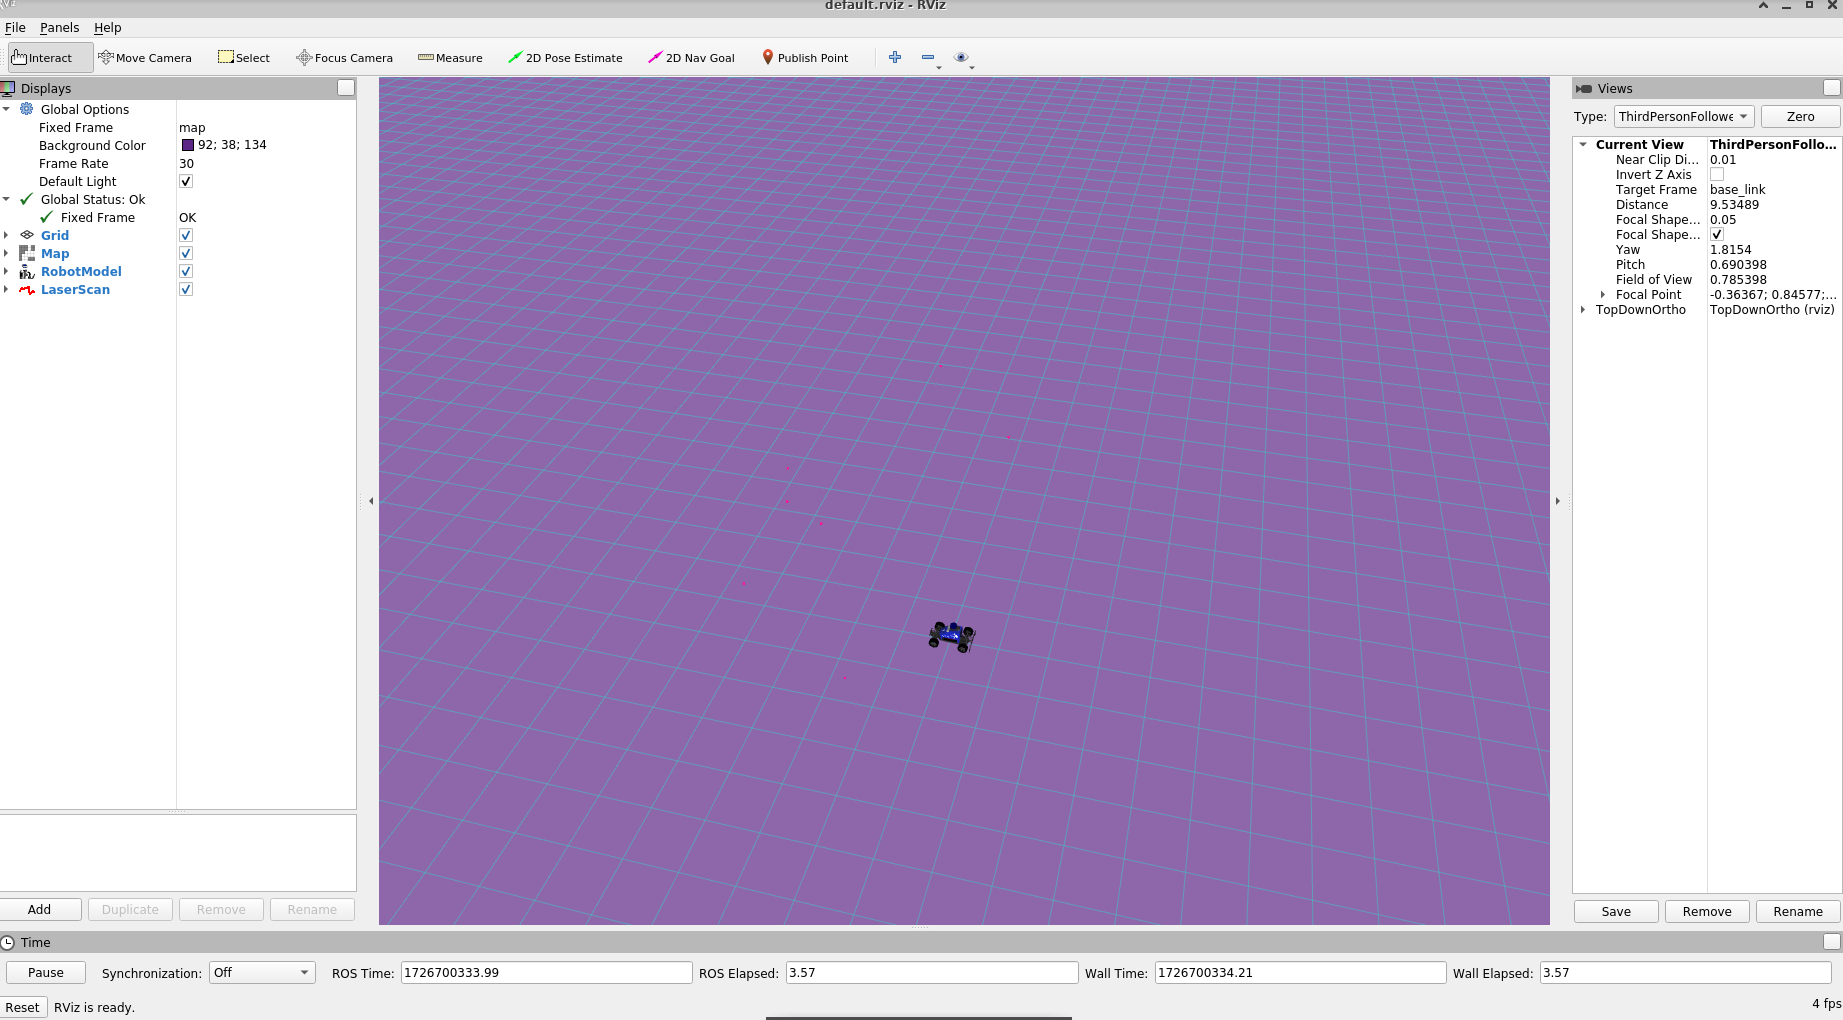 default.rviz - RViz
File Panels Help
Interact Move Camera Select Focus Camera Measure 2D Pose Estimate 2D Nav Goal Publish Point
Displays
Global Options
Fixed Frame map
Background Color 92; 38; 134
Frame Rate 30
Default Light
Global Status: Ok
Fixed Frame OK
Grid
Map
RobotModel
LaserScan
Add Duplicate Remove Rename
Views
Type: ThirdPersonFollowe Zero
Current View ThirdPersonFollo...
Near Clip Di... 0.01
Invert Z Axis
Target Frame base_link
Distance 9.53489
Focal Shape... 0.05
Focal Shape...
Yaw 1.8154
Pitch 0.690398
Field of View 0.785398
Focal Point -0.36367; 0.84577;...
TopDownOrtho TopDownOrtho (rviz)
Save Remove Rename
Time
Pause Synchronization: Off ROS Time: 1726700333.99 ROS Elapsed: 3.57 Wall Time: 1726700334.21 Wall Elapsed: 3.57
Reset RViz is ready. 4 fps